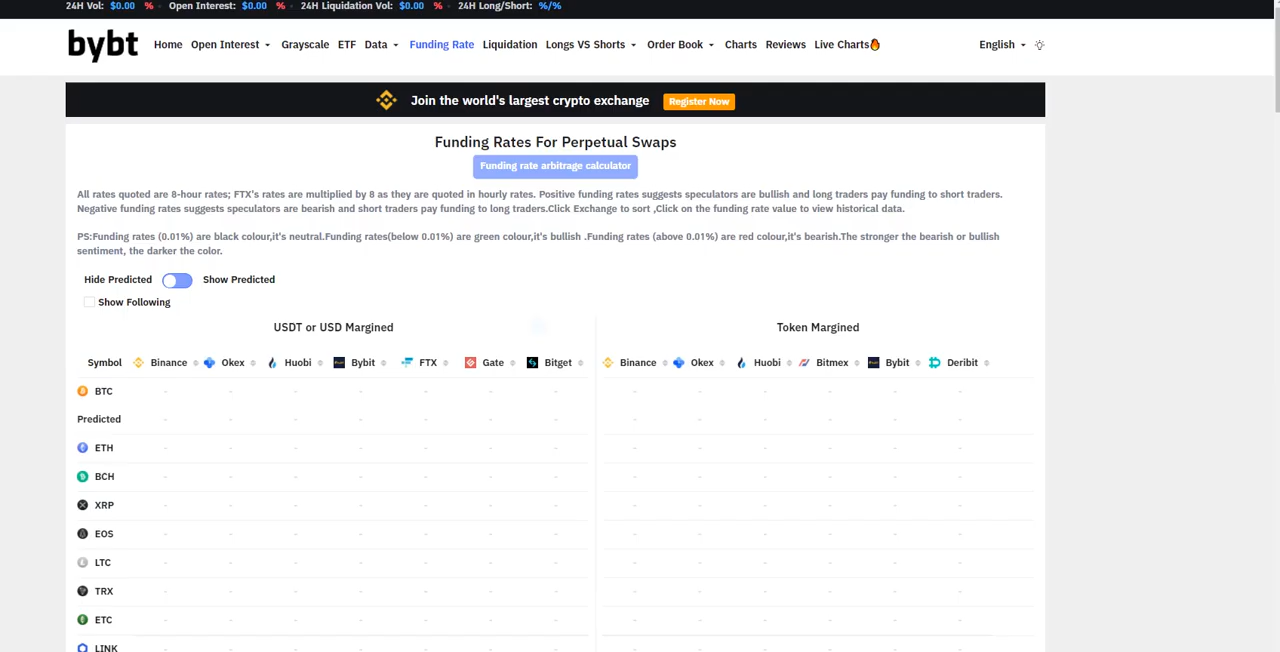 24H Vol: $0.00 % Open Interest: $0.00 % 24H Liquidation Vol: $0.00 % 24H Long/Short: %/%
bybt Home Open Interest Grayscale ETF Data Funding Rate Liquidation Longs VS Shorts Order Book Charts Reviews Live Charts🔥 English
Join the world's largest crypto exchange Register Now
Funding Rates For Perpetual Swaps
Funding rate arbitrage calculator
All rates quoted are 8-hour rates; FTX's rates are multiplied by 8 as they are quoted in hourly rates. Positive funding rates suggests speculators are bullish and long traders pay funding to short traders.
Negative funding rates suggests speculators are bearish and short traders pay funding to long traders.Click Exchange to sort ,Click on the funding rate value to view historical data.
PS:Funding rates (0.01%) are black colour,it's neutral.Funding rates(below 0.01%) are green colour,it's bullish .Funding rates (above 0.01%) are red colour,it's bearish.The stronger the bearish or bullish
sentiment, the darker the color.
Hide Predicted Show Predicted
Show Following
USDT or USD Margined Token Margined
Symbol Binance Okex Huobi Bybit FTX Gate Bitget Binance Okex Huobi Bitmex Bybit Deribit
BTC - - - - - - - - - - - - -
Predicted - - - - - - - - - - - - -
ETH - - - - - - - - - - - - -
BCH - - - - - - - - - - - - -
XRP - - - - - - - - - - - - -
EOS - - - - - - - - - - - - -
LTC - - - - - - - - - - - - -
TRX - - - - - - - - - - - - -
ETC - - - - - - - - - - - - -
LINK